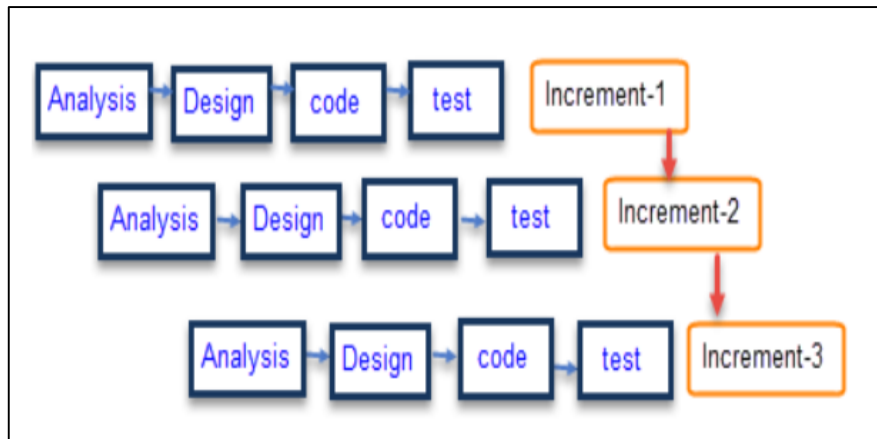 Analysis Design code test Increment-1
Analysis Design code test Increment-2
Analysis Design code test Increment-3